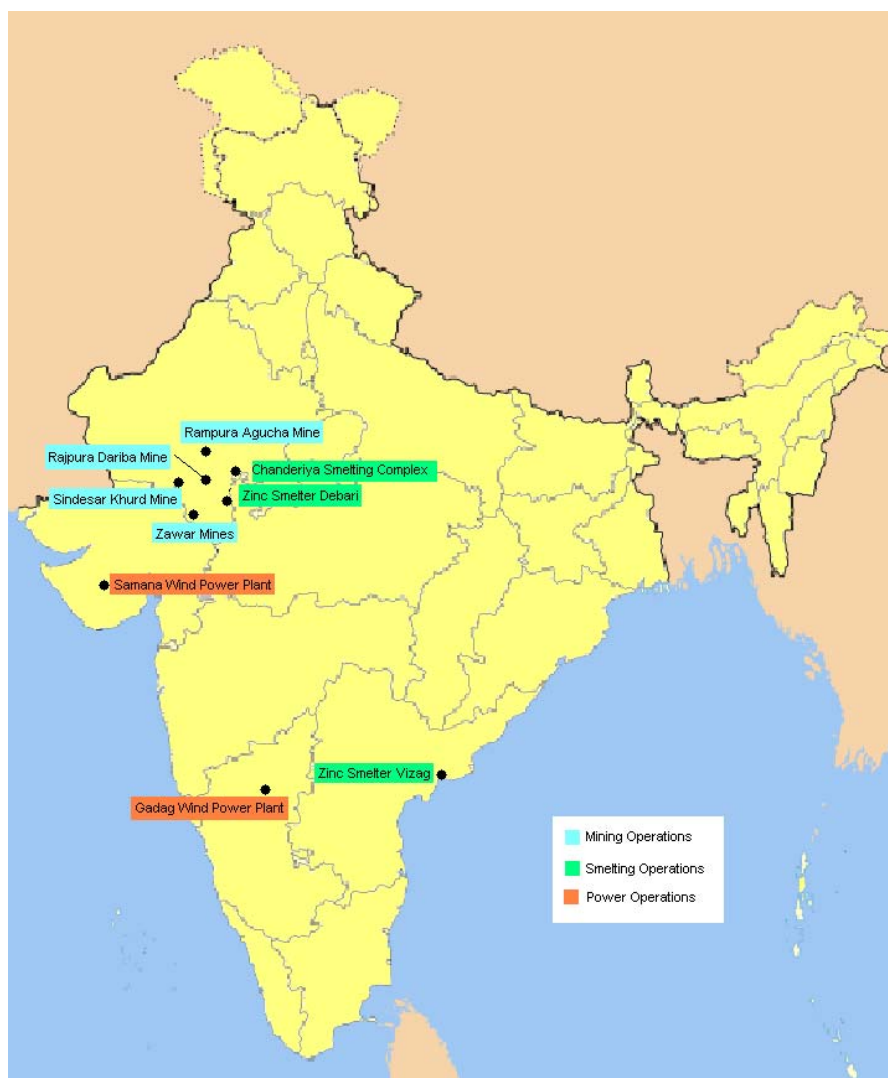 Rampura Agucha Mine
Rajpura Dariba Mine
Chanderiya Smelting Complex
Sindesar Khurd Mine
Zinc Smelter Debari
Zawar Mines
Samana Wind Power Plant
Zinc Smelter Vizag
Gadag Wind Power Plant
Mining Operations
Smelting Operations
Power Operations